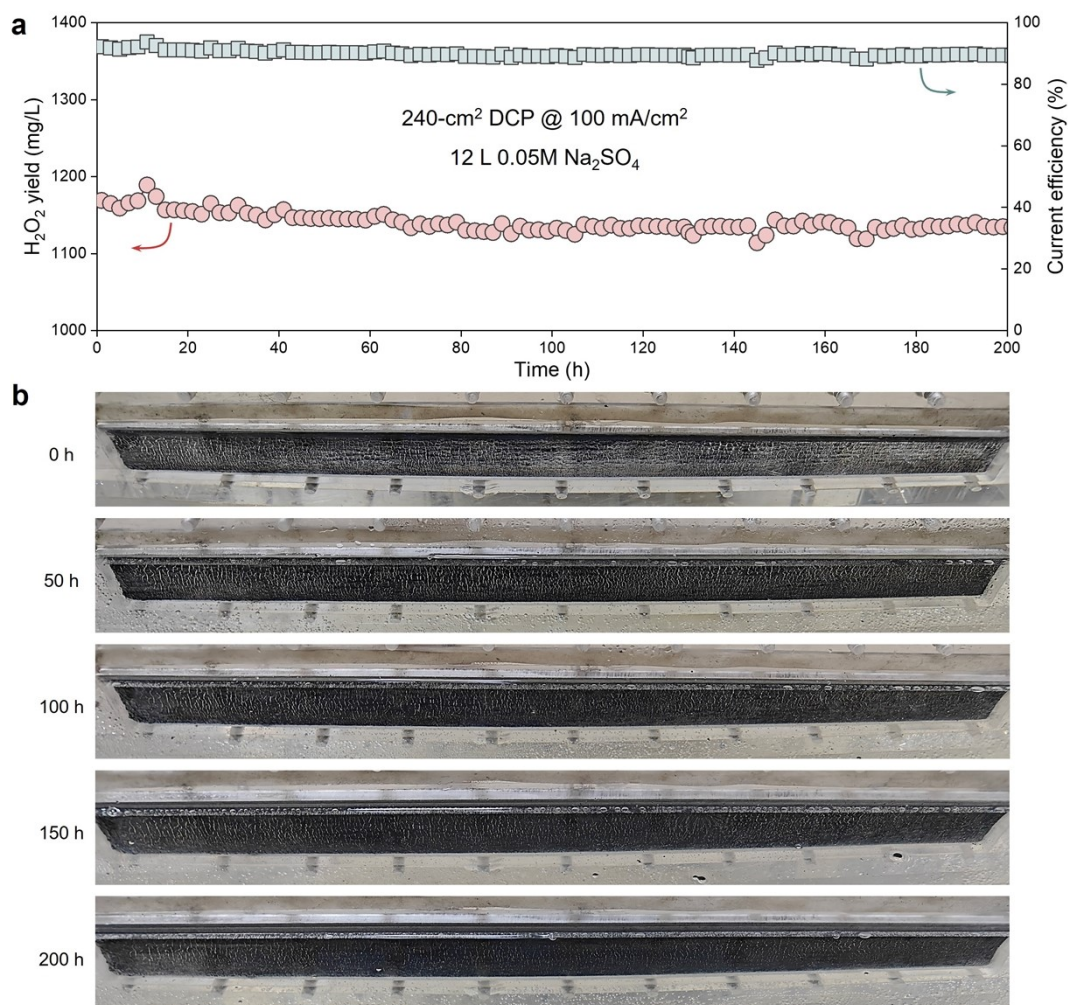 a
1400
1300
1200
1100
1000
H₂O₂ yield (mg/L)
240-cm² DCP @ 100 mA/cm²
12 L 0.05M Na₂SO₄
100
80
60
40
20
0
Current efficiency (%)
0 20 40 60 80 100 120 140 160 180 200
Time (h)
b
0 h
50 h
100 h
150 h
200 h